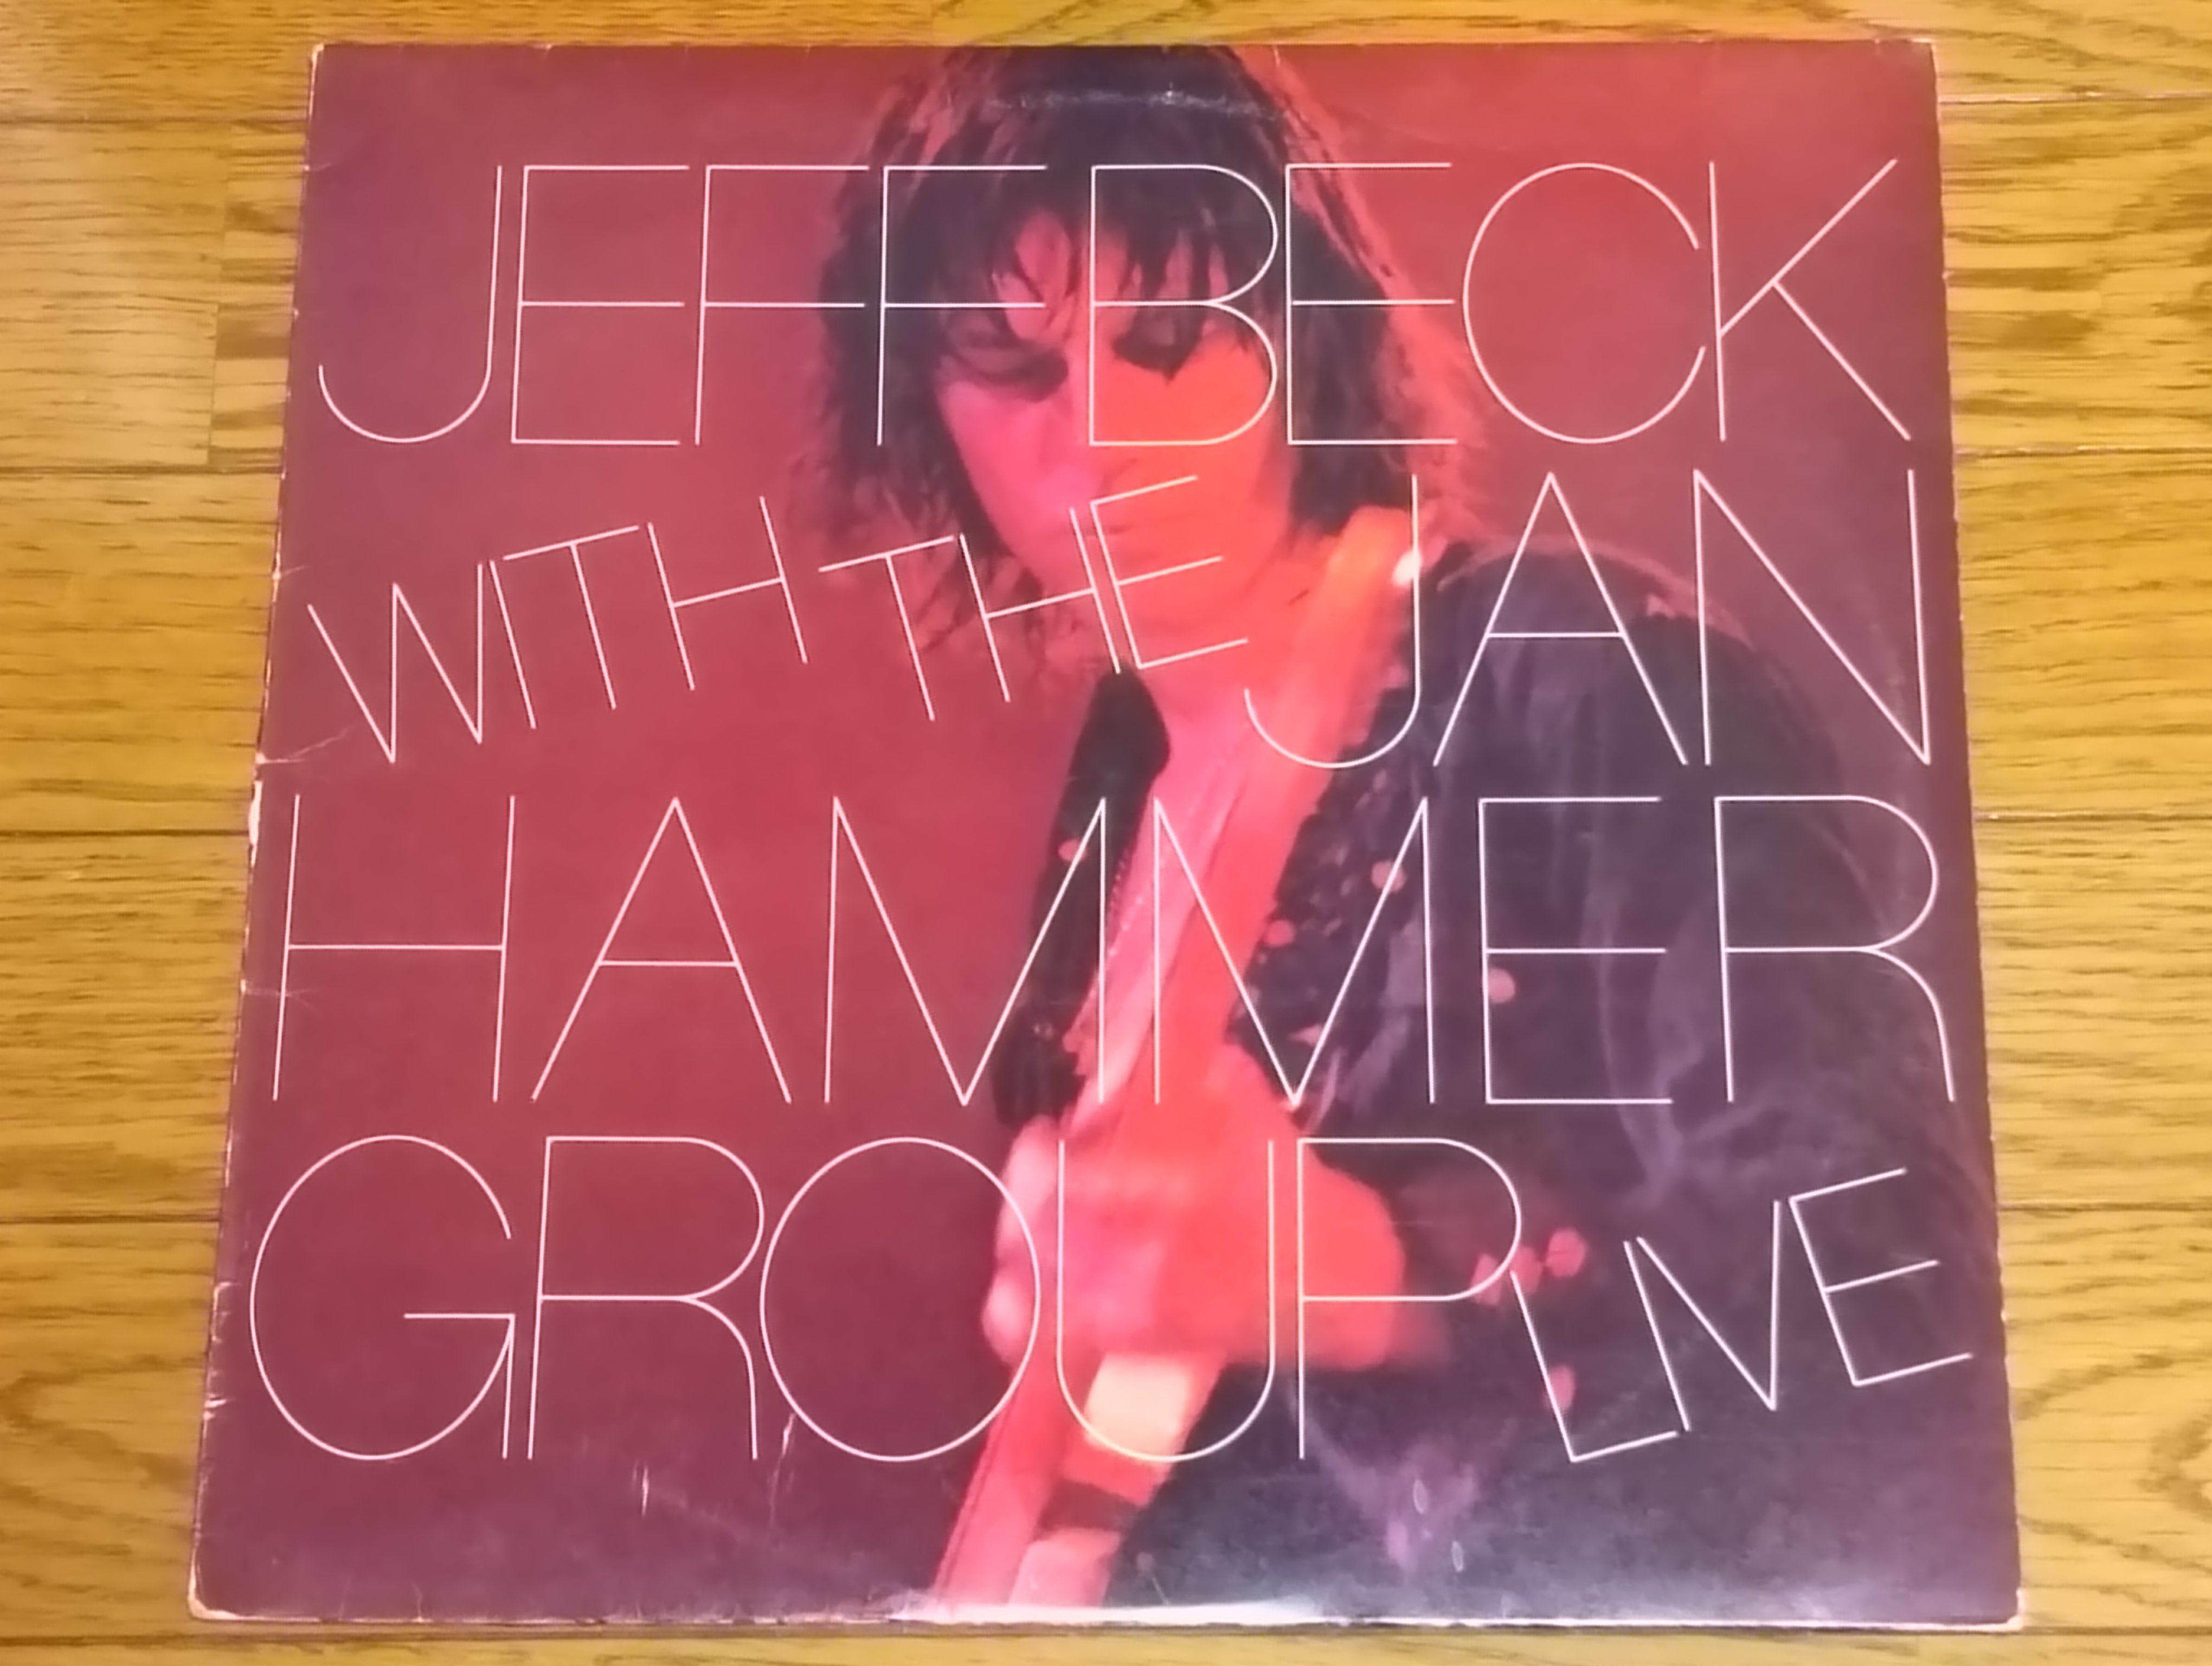 JEFF BECK
WITH THE JAN
HAMMER
GROUP LIVE